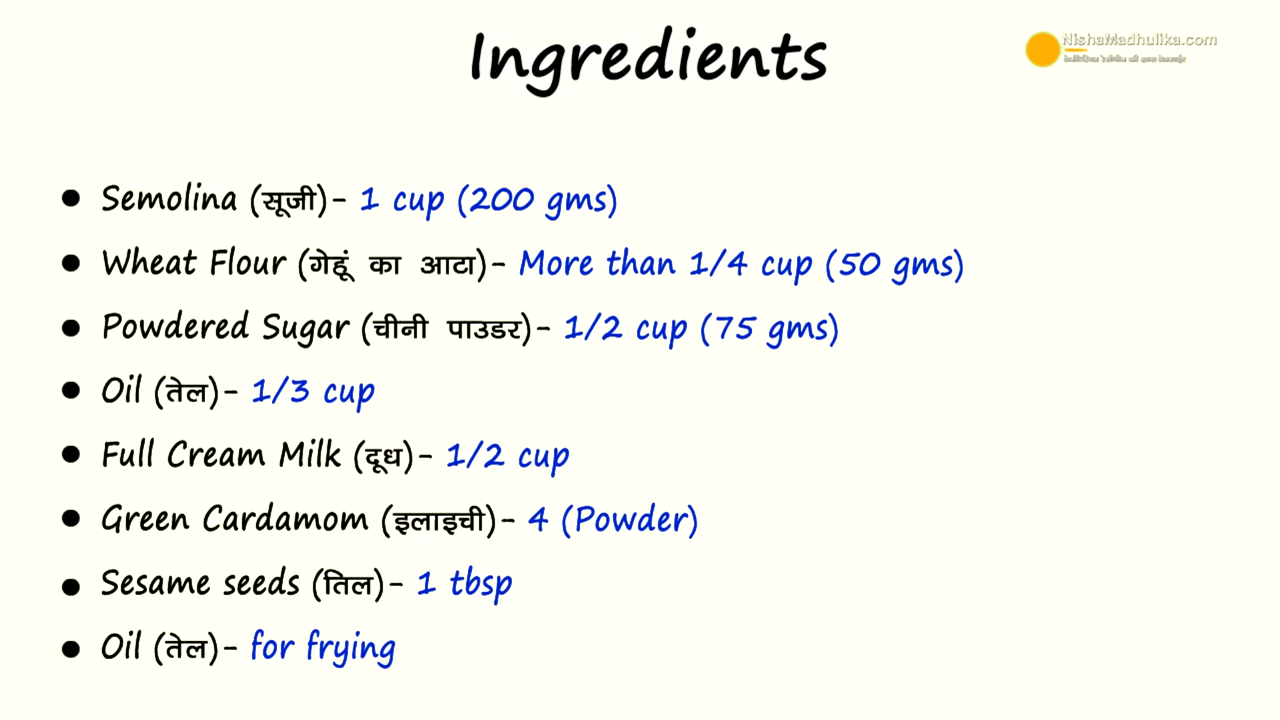 Ingredients
NishaMadhulika.com
• Semolina (सूजी)- 1 cup (200 gms)
• Wheat Flour (गेहूं का आटा)- More than 1/4 cup (50 gms)
• Powdered Sugar (चीनी पाउडर)- 1/2 cup (75 gms)
• Oil (तेल)- 1/3 cup
• Full Cream Milk (दूध)- 1/2 cup
• Green Cardamom (इलाइची)- 4 (Powder)
• Sesame seeds (तिल)- 1 tbsp
• Oil (तेल)- for frying